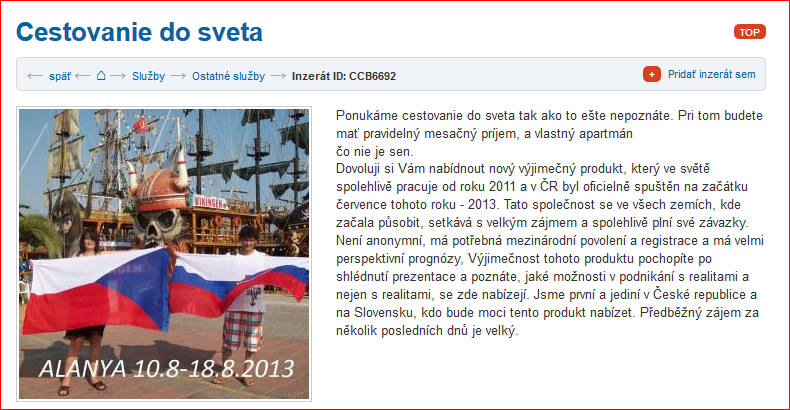 Cestovanie do sveta
TOP
← späť ← → Služby → Ostatné služby → Inzerát ID: CCB6692
+ Pridať inzerát sem
Ponukáme cestovanie do sveta tak ako to ešte nepoznáte. Pri tom budete
mať pravidelný mesačný príjem, a vlastný apartmán
čo nie je sen.
Dovoluji si Vám nabídnout nový výjimečný produkt, který ve světě
spolehlivě pracuje od roku 2011 a v ČR byl oficielně spuštěn na začátku
července tohoto roku - 2013. Tato společnost se ve všech zemích, kde
začala působit, setkává s velkým zájmem a spolehlivě plní své závazky.
Není anonymní, má potřebná mezinárodní povolení a registrace a má velmi
perspektivní prognózy, Výjimečnost tohoto produktu pochopíte po
shlédnutí prezentace a poznáte, jaké možnosti v podnikání s realitami a
nejen s realitami, se zde nabízejí. Jsme první a jediní v České republice a
na Slovensku, kdo bude moci tento produkt nabízet. Předběžný zájem za
několik posledních dnů je velký.
WIKINGEN
ALANYA 10.8-18.8.2013